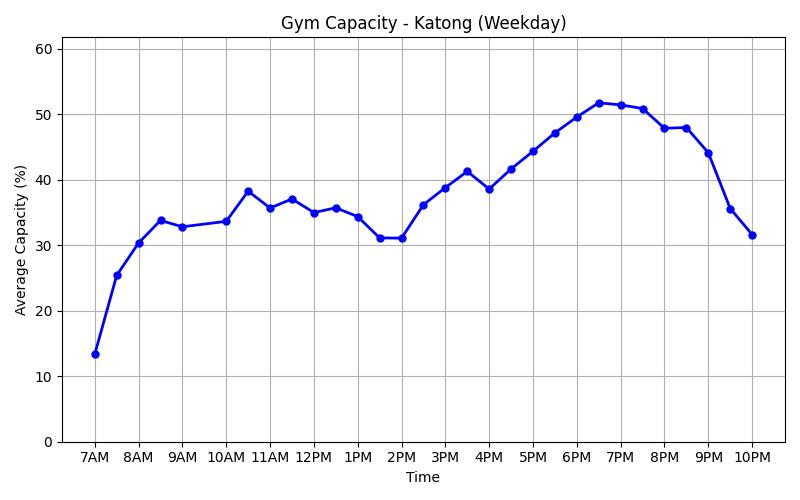 Gym Capacity - Katong (Weekday)
Average Capacity (%)
60
50
40
30
20
10
0
7AM 8AM 9AM 10AM 11AM 12PM 1PM 2PM 3PM 4PM 5PM 6PM 7PM 8PM 9PM 10PM
Time